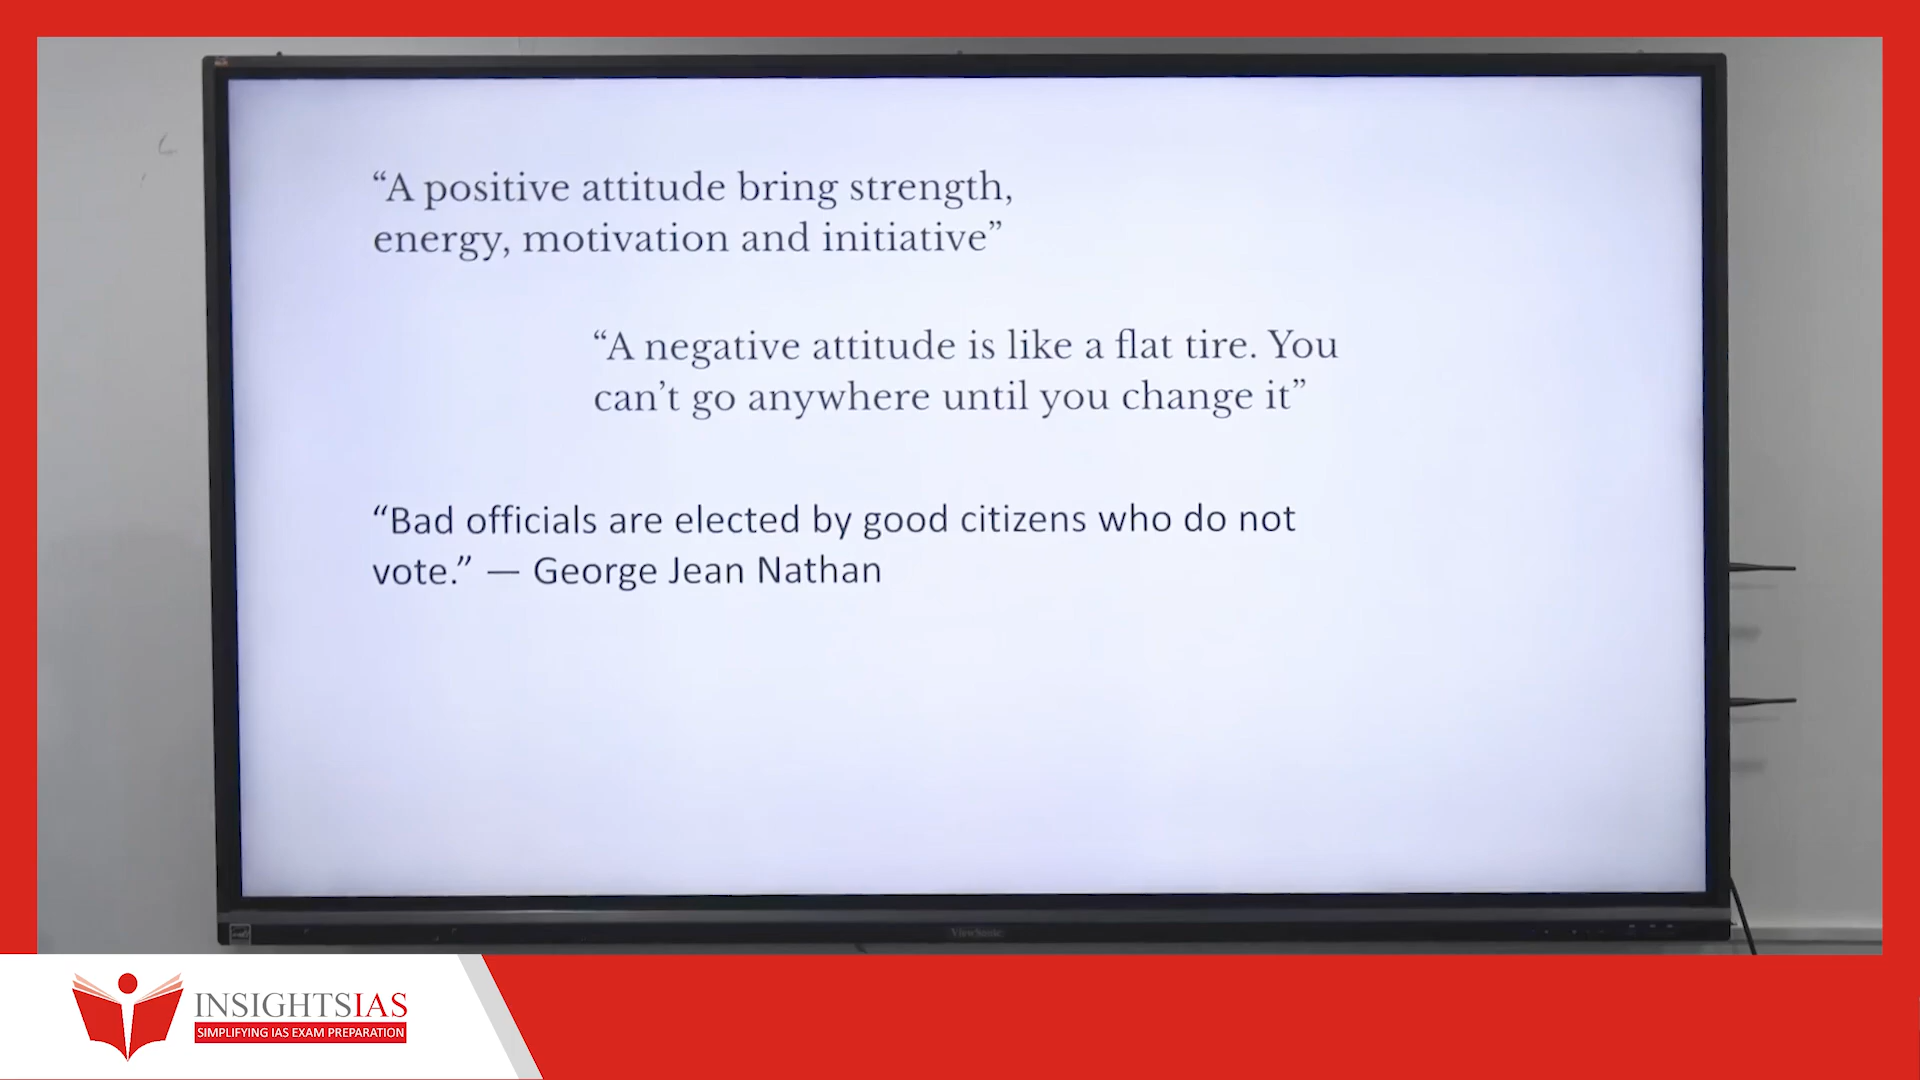 “A positive attitude bring strength,
energy, motivation and initiative”
“A negative attitude is like a flat tire. You
can’t go anywhere until you change it”
“Bad officials are elected by good citizens who do not
vote.” — George Jean Nathan
ViewSonic
INSIGHTSIAS
SIMPLIFYING IAS EXAM PREPARATION